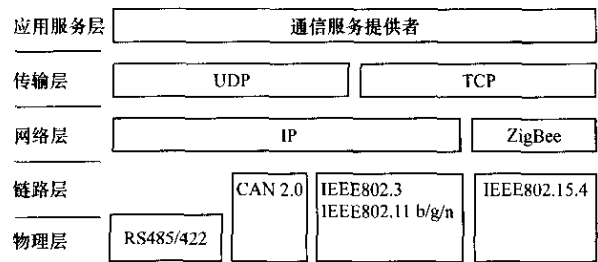 应用服务层 通信服务提供者
传输层 UDP TCP
网络层 IP ZigBee
链路层 CAN 2.0 IEEE802.3 IEEE802.15.4
IEEE802.11 b/g/n
物理层 RS485/422